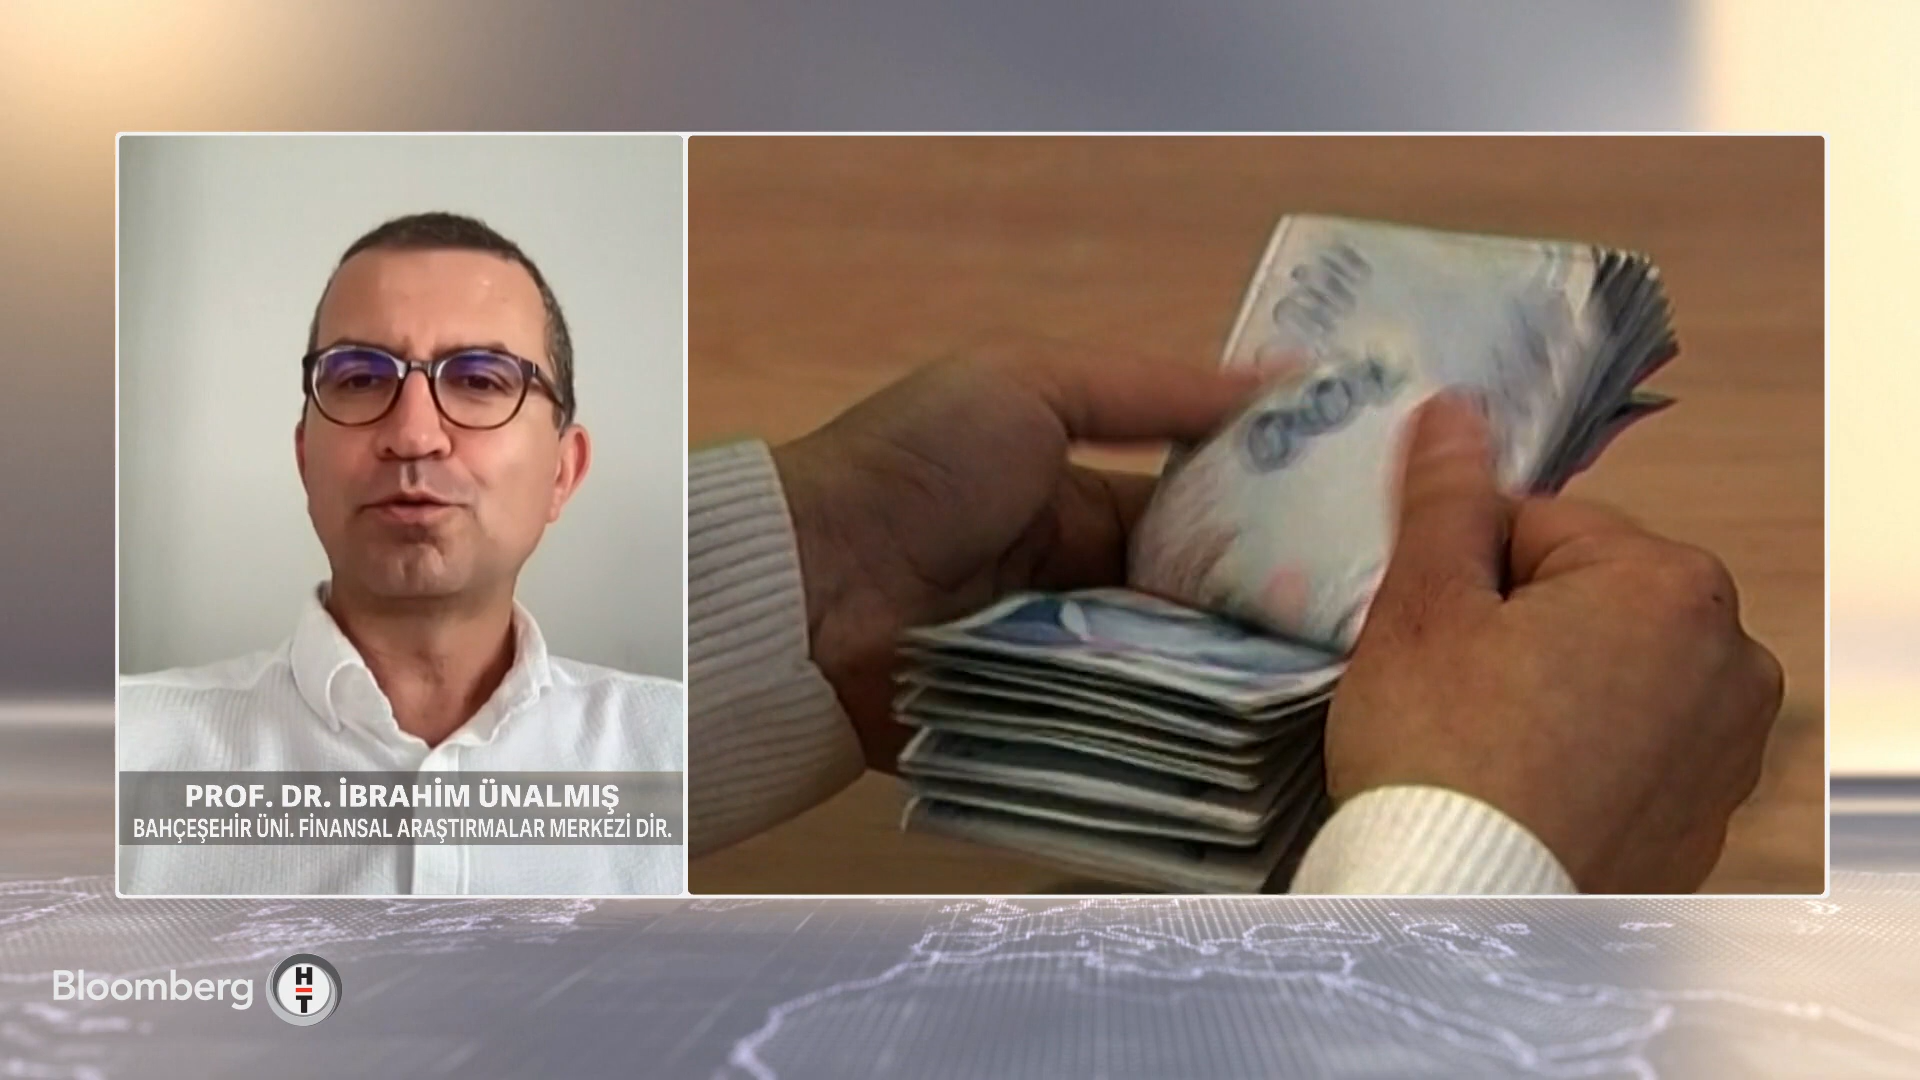 PROF. DR. İBRAHİM ÜNALMIŞ
BAHÇEŞEHİR ÜNİ. FİNANSAL ARAŞTIRMALAR MERKEZİ DİR.
Bloomberg HT